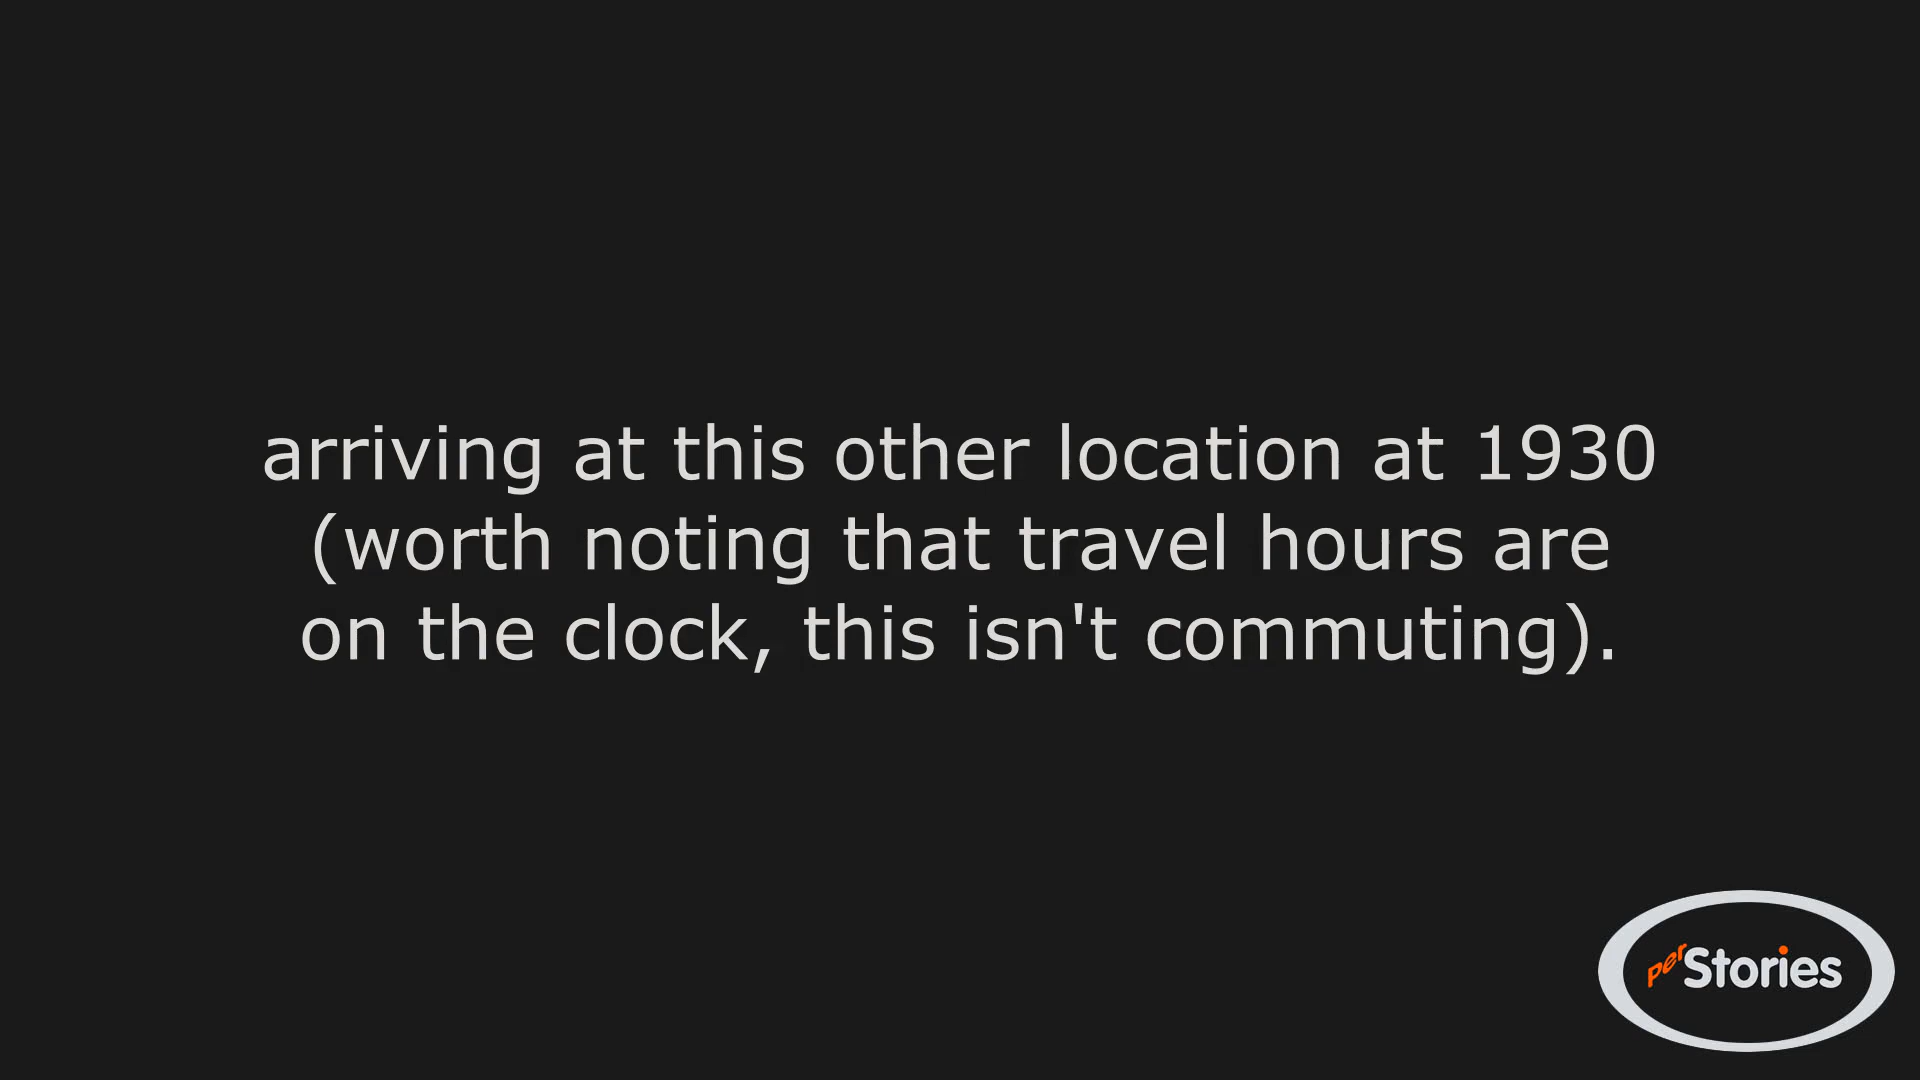 arriving at this other location at 1930
(worth noting that travel hours are
on the clock, this isn't commuting).
perStories